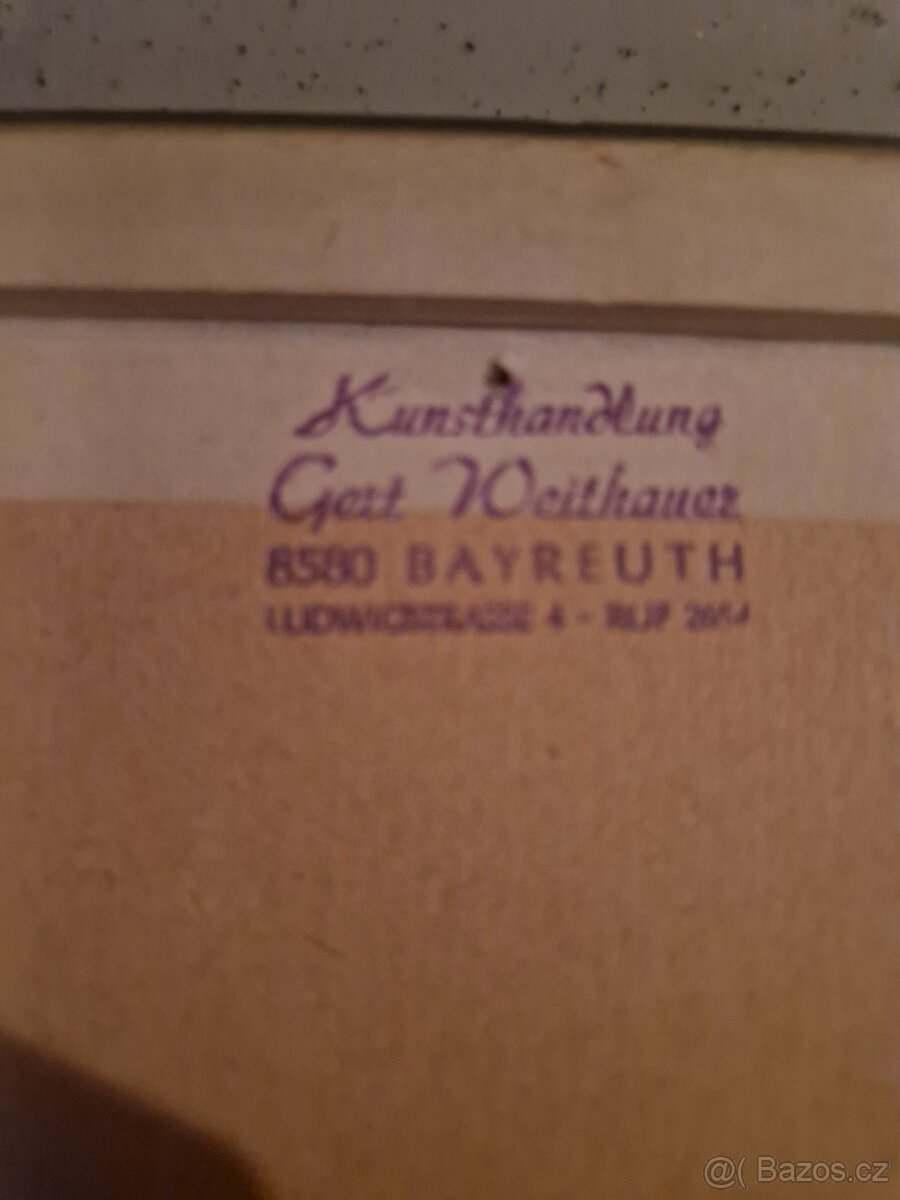 Kunsthandlung
Gert Weithauer
8580 BAYREUTH
LUDWIGSTRASSE 4 - RUF
@( Bazos.cz